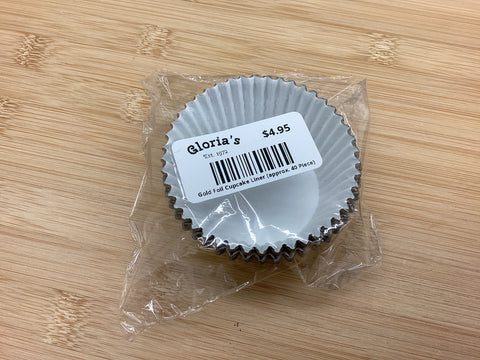 Gloria's
$4.95
Est. 1972
Gold Foil Cupcake Liner (approx. 40 Piece)